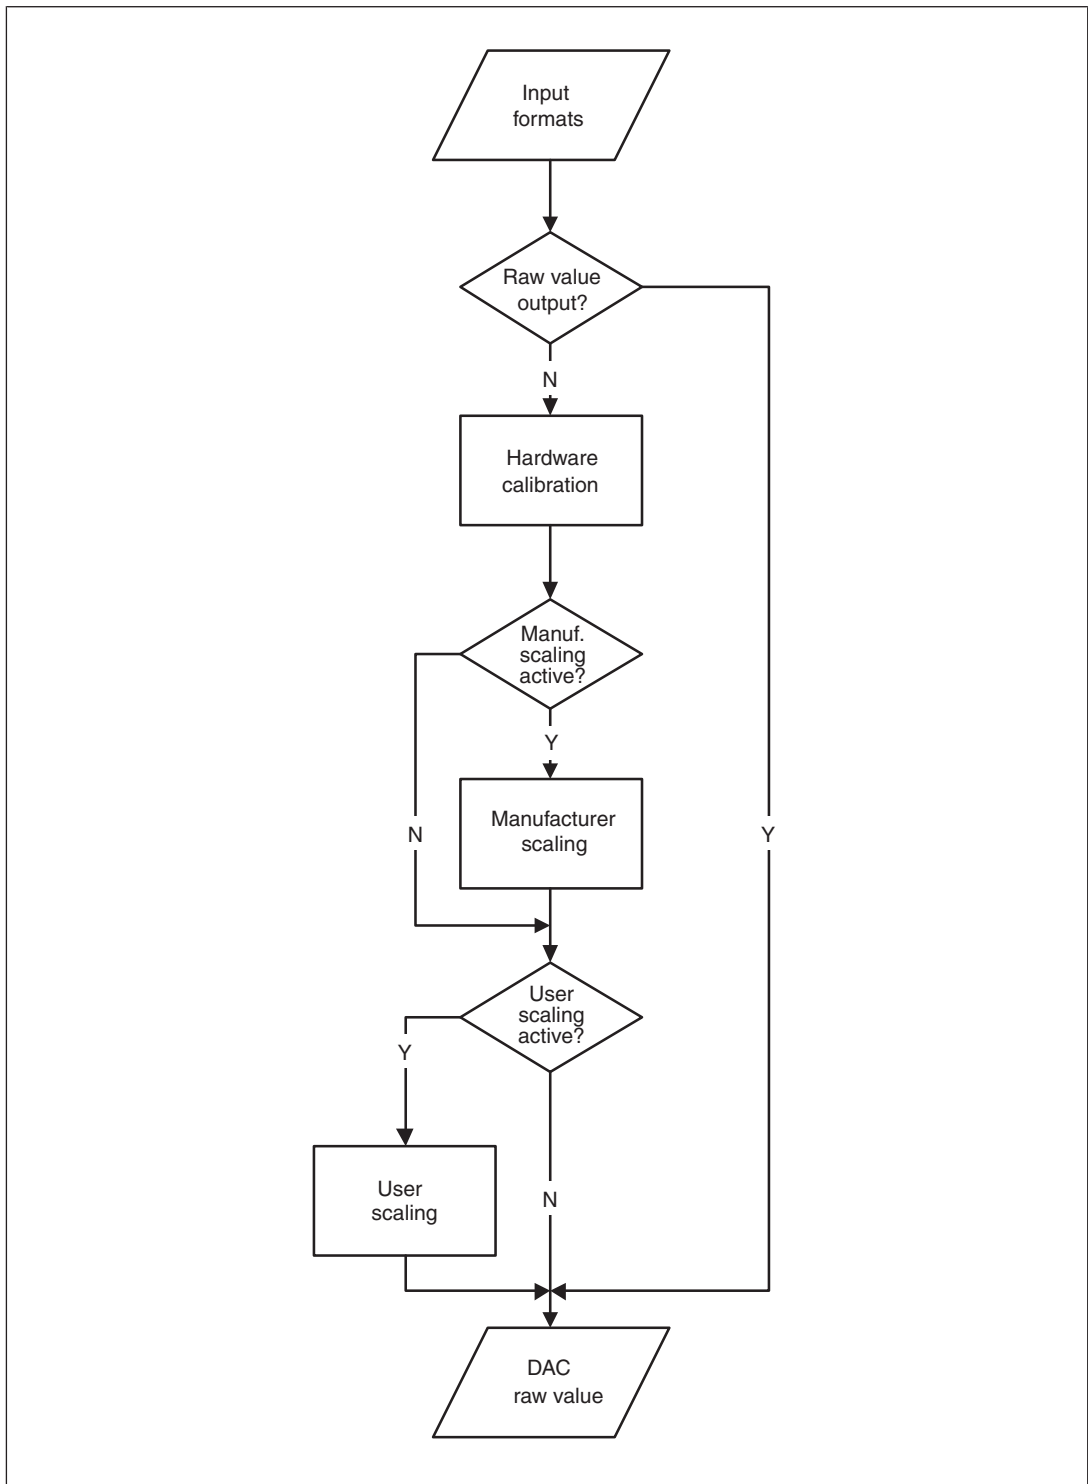 Input
formats
Raw value
output?
N
Hardware
calibration
Manuf.
scaling
active?
Y
Manufacturer
scaling
N
Y
User
scaling
active?
Y
User
scaling
N
DAC
raw value